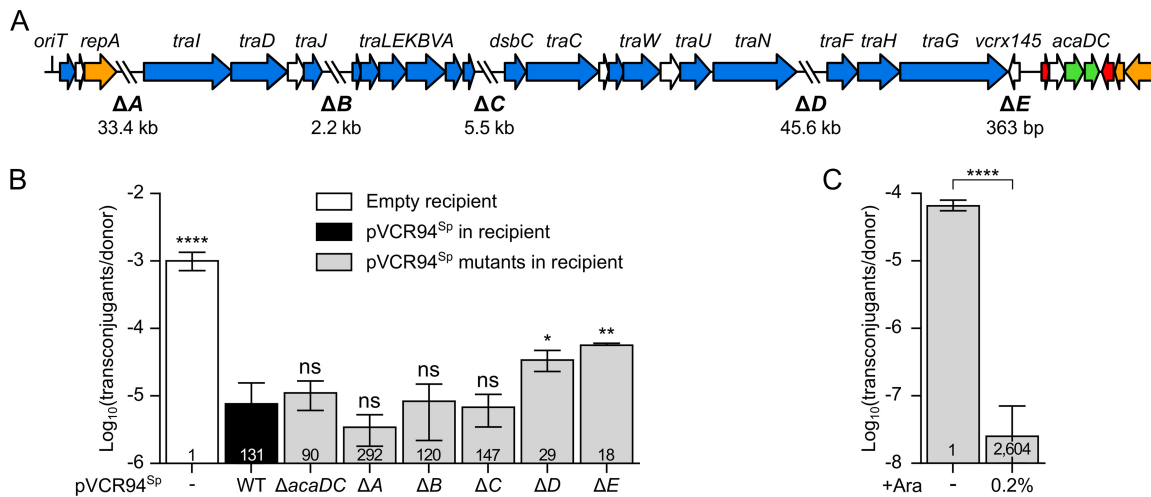 A
oriT repA traI traD traJ traLEKBVA dsbC traC traW traU traN traF traH traG vcrx145 acaDC
ΔA ΔB ΔC ΔD ΔE
33.4 kb 2.2 kb 5.5 kb 45.6 kb 363 bp
B
Log10(transconjugants/donor)
-2
-3
-4
-5
-6
Empty recipient
pVCR94Sp in recipient
pVCR94Sp mutants in recipient
**** ns ns ns ns * **
1 131 90 292 120 147 29 18
pVCR94Sp - WT ΔacaDC ΔA ΔB ΔC ΔD ΔE
C
Log10(transconjugants/donor)
-4
-5
-6
-7
-8
****
1 2,604
+Ara - 0.2%